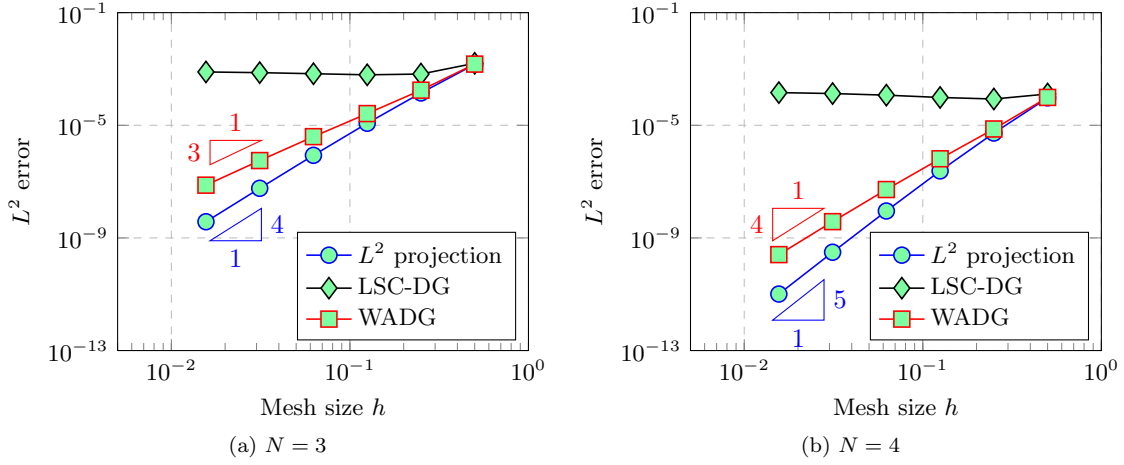 10^−1
10^−5
10^−9
10^−13
L^2 error
1
3
4
1
L^2 projection
LSC-DG
WADG
10^−2
10^−1
10^0
Mesh size h
(a) N = 3
10^−1
10^−5
10^−9
10^−13
L^2 error
1
4
5
1
L^2 projection
LSC-DG
WADG
10^−2
10^−1
10^0
Mesh size h
(b) N = 4